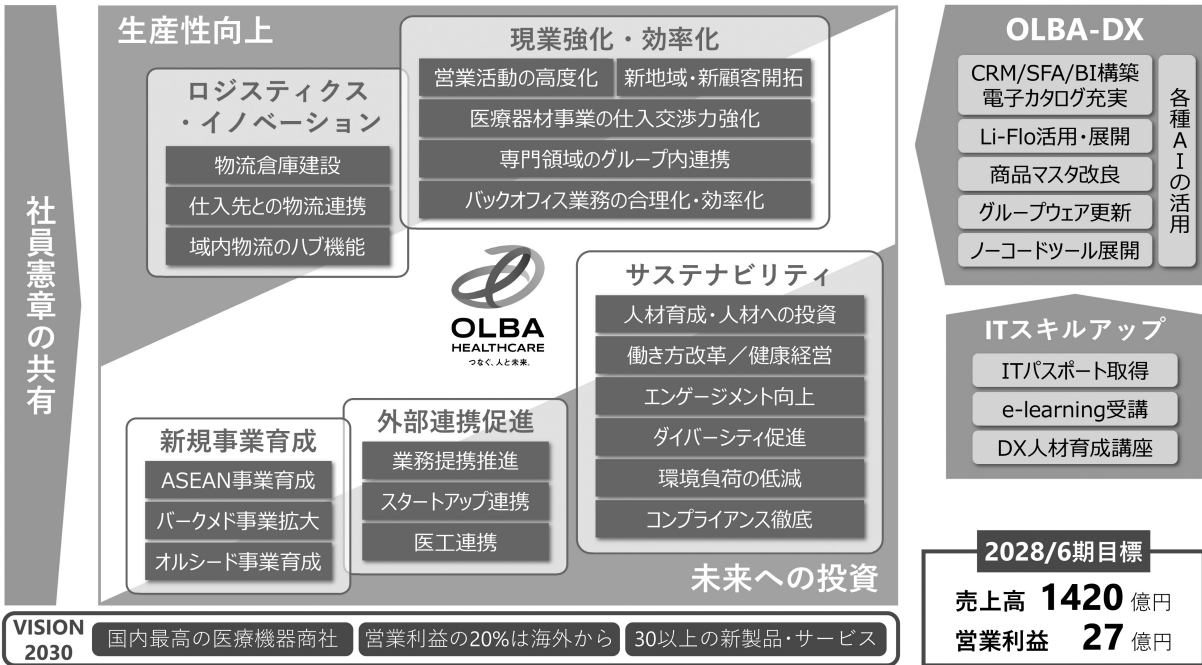 社員憲章の共有
生産性向上
ロジスティクス
・イノベーション
物流倉庫建設
仕入先との物流連携
域内物流のハブ機能
現業強化・効率化
営業活動の高度化
新地域・新顧客開拓
医療器材事業の仕入交渉力強化
専門領域のグループ内連携
バックオフィス業務の合理化・効率化
OLBA
HEALTHCARE
つなぐ、人と未来。
サステナビリティ
人材育成・人材への投資
働き方改革／健康経営
エンゲージメント向上
ダイバーシティ促進
環境負荷の低減
コンプライアンス徹底
新規事業育成
ASEAN事業育成
バークメド事業拡大
オルシード事業育成
外部連携促進
業務提携推進
スタートアップ連携
医工連携
未来への投資
OLBA-DX
CRM/SFA/BI構築
電子カタログ充実
Li-Flo活用・展開
商品マスタ改良
グループウェア更新
ノーコードツール展開
各種AIの活用
ITスキルアップ
ITパスポート取得
e-learning受講
DX人材育成講座
2028/6期目標
売上高 1420 億円
営業利益 27 億円
VISION
2030
国内最高の医療機器商社
営業利益の20%は海外から
30以上の新製品・サービス